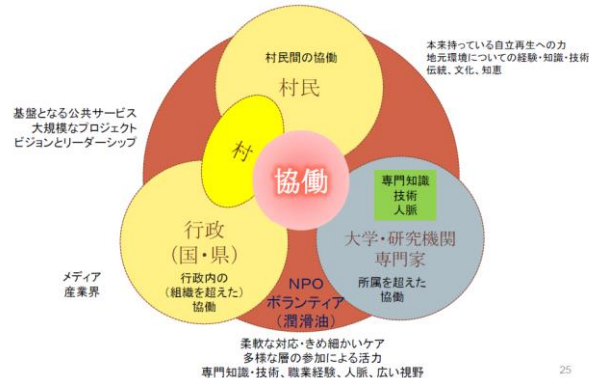 村民間の協働
村民
本来持っている自立再生への力
地元環境についての経験・知識・技術
伝統、文化、知恵
基盤となる公共サービス
大規模なプロジェクト
ビジョンとリーダーシップ
村
協働
専門知識
技術
人脈
行政
(国・県)
行政内の
(組織を超えた)
協働
大学・研究機関
専門家
所属を超えた
協働
メディア
産業界
NPO
ボランティア
(潤滑油)
柔軟な対応・きめ細かいケア
多様な層の参加による活力
専門知識・技術、職業経験、人脈、広い視野
25